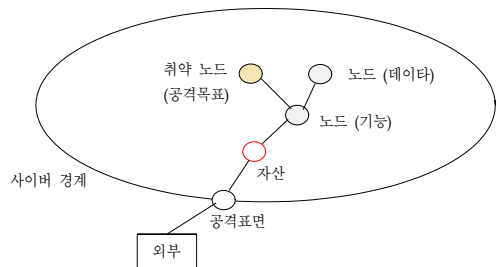 취약 노드
(공격목표)
노드 (데이타)
노드 (기능)
자산
사이버 경계
공격표면
외부